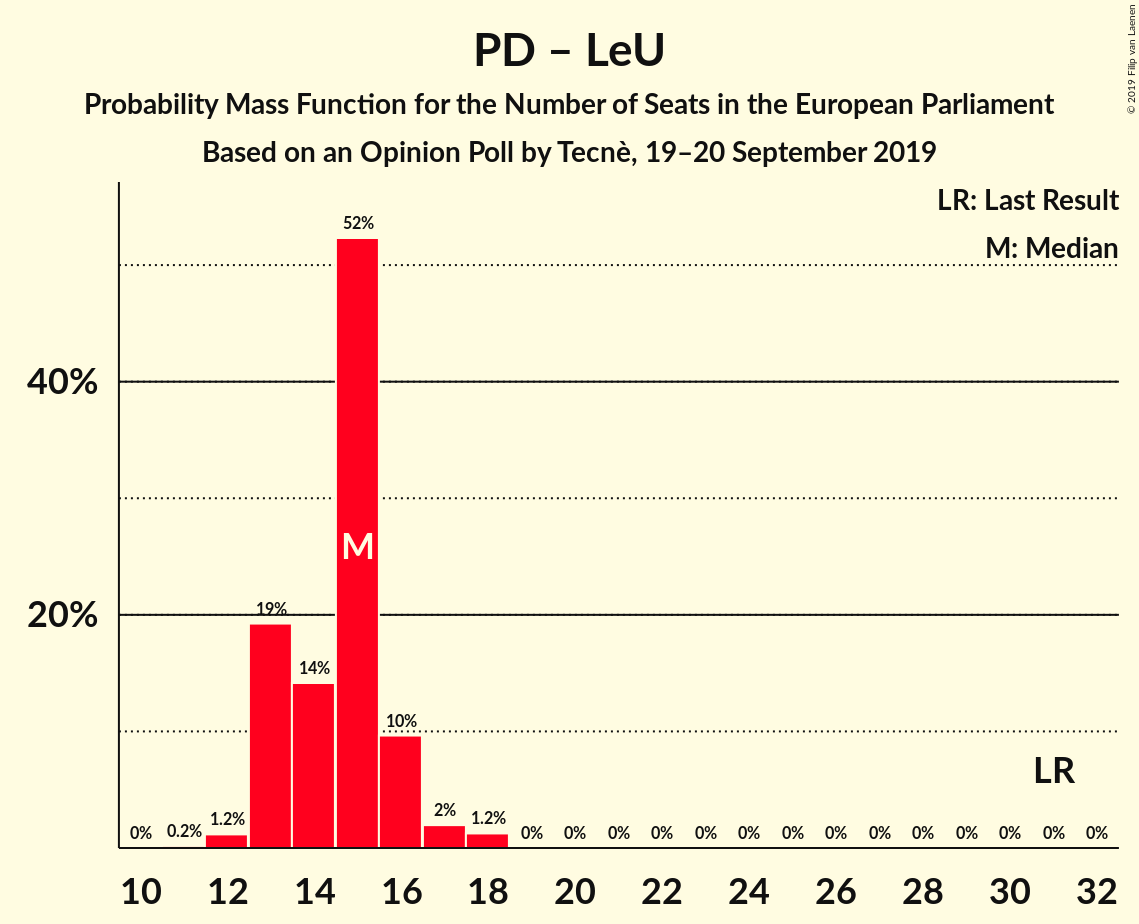 PD – LeU
Probability Mass Function for the Number of Seats in the European Parliament
Based on an Opinion Poll by Tecnè, 19–20 September 2019
© 2019 Filip van Laenen
LR: Last Result
M: Median
52%
40%
M
20%
19%
14%
10%
LR
0% 0.2% 1.2% 2% 1.2% 0% 0% 0% 0% 0% 0% 0% 0% 0% 0% 0% 0% 0% 0%
10 12 14 16 18 20 22 24 26 28 30 32